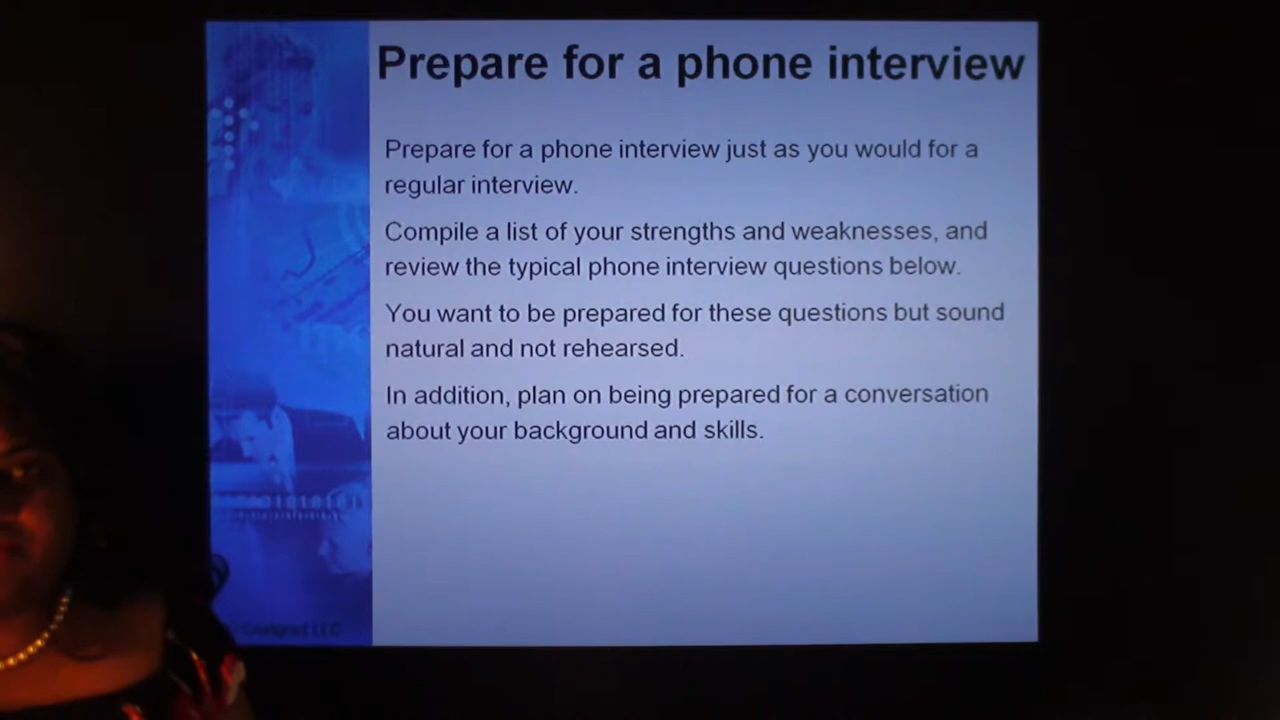 Prepare for a phone interview
Prepare for a phone interview just as you would for a
regular interview.
Compile a list of your strengths and weaknesses, and
review the typical phone interview questions below.
You want to be prepared for these questions but sound
natural and not rehearsed.
In addition, plan on being prepared for a conversation
about your background and skills.